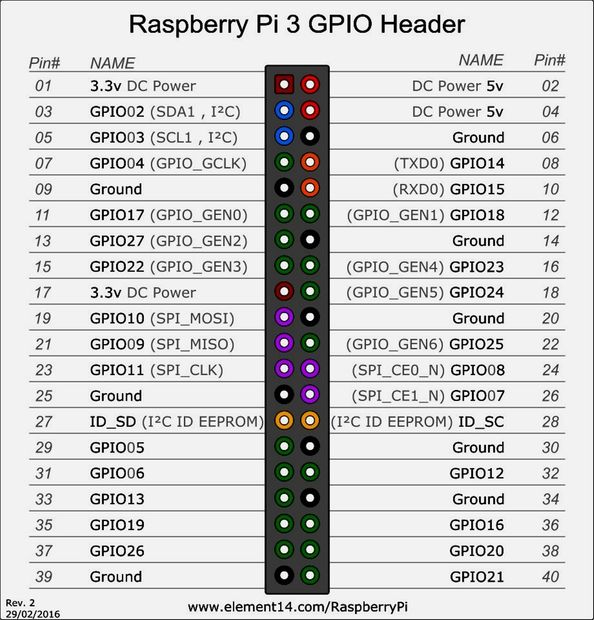 Raspberry Pi 3 GPIO Header
Pin# NAME NAME Pin#
01 3.3v DC Power DC Power 5v 02
03 GPIO02 (SDA1 , I²C) DC Power 5v 04
05 GPIO03 (SCL1 , I²C) Ground 06
07 GPIO04 (GPIO_GCLK) (TXD0) GPIO14 08
09 Ground (RXD0) GPIO15 10
11 GPIO17 (GPIO_GEN0) (GPIO_GEN1) GPIO18 12
13 GPIO27 (GPIO_GEN2) Ground 14
15 GPIO22 (GPIO_GEN3) (GPIO_GEN4) GPIO23 16
17 3.3v DC Power (GPIO_GEN5) GPIO24 18
19 GPIO10 (SPI_MOSI) Ground 20
21 GPIO09 (SPI_MISO) (GPIO_GEN6) GPIO25 22
23 GPIO11 (SPI_CLK) (SPI_CE0_N) GPIO08 24
25 Ground (SPI_CE1_N) GPIO07 26
27 ID_SD (I²C ID EEPROM) (I²C ID EEPROM) ID_SC 28
29 GPIO05 Ground 30
31 GPIO06 GPIO12 32
33 GPIO13 Ground 34
35 GPIO19 GPIO16 36
37 GPIO26 GPIO20 38
39 Ground GPIO21 40
Rev. 2
29/02/2016
www.element14.com/RaspberryPi